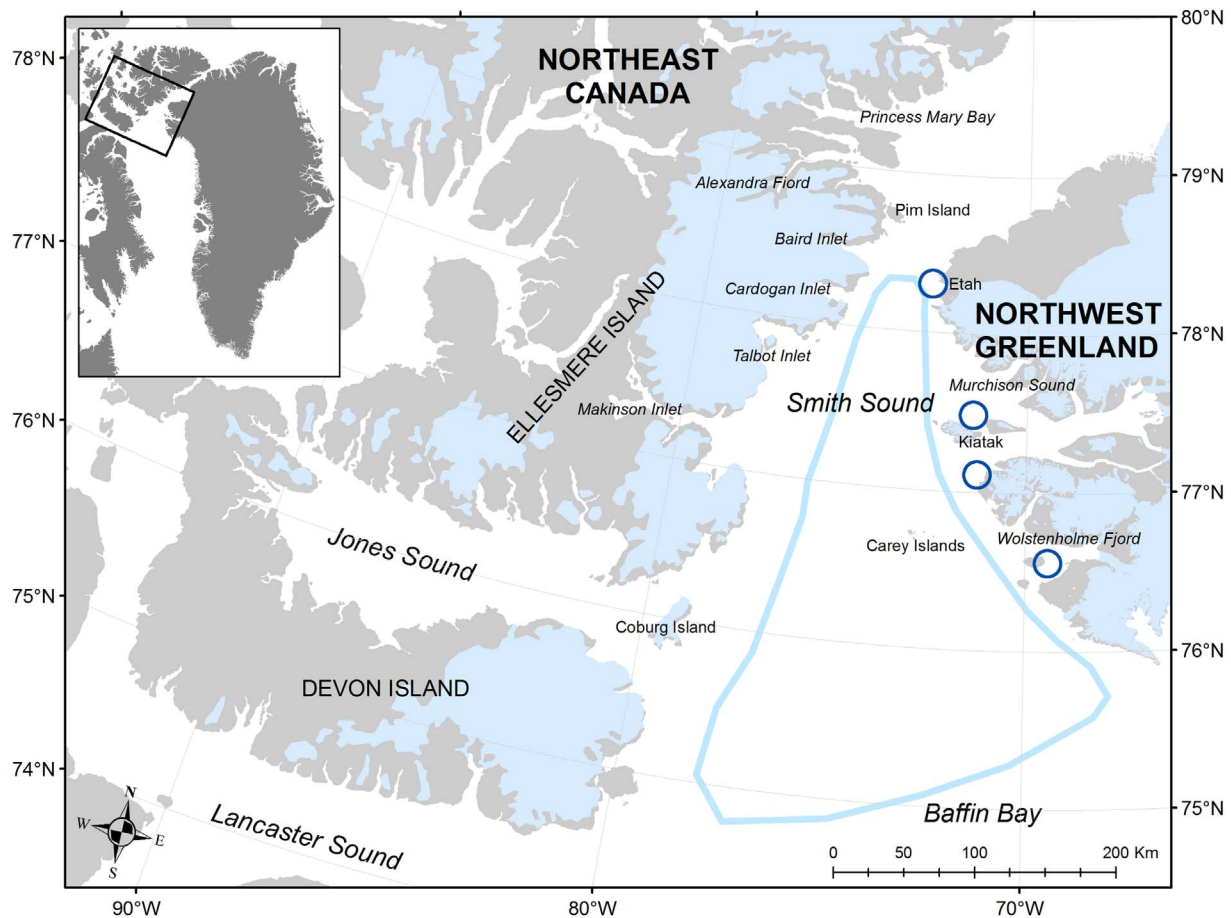 80°N
78°N
NORTHEAST
CANADA
Princess Mary Bay
79°N
Alexandra Fiord
Pim Island
77°N
Baird Inlet
Etah
Cardogan Inlet
ELLESMERE ISLAND
NORTHWEST
GREENLAND
78°N
Talbot Inlet
Murchison Sound
Smith Sound
Makinson Inlet
76°N
Kiatak
77°N
Jones Sound
Carey Islands
Wolstenholme Fjord
75°N
Coburg Island
76°N
DEVON ISLAND
74°N
N
W
E
S
Lancaster Sound
Baffin Bay
75°N
0 50 100 200 Km
90°W
80°W
70°W